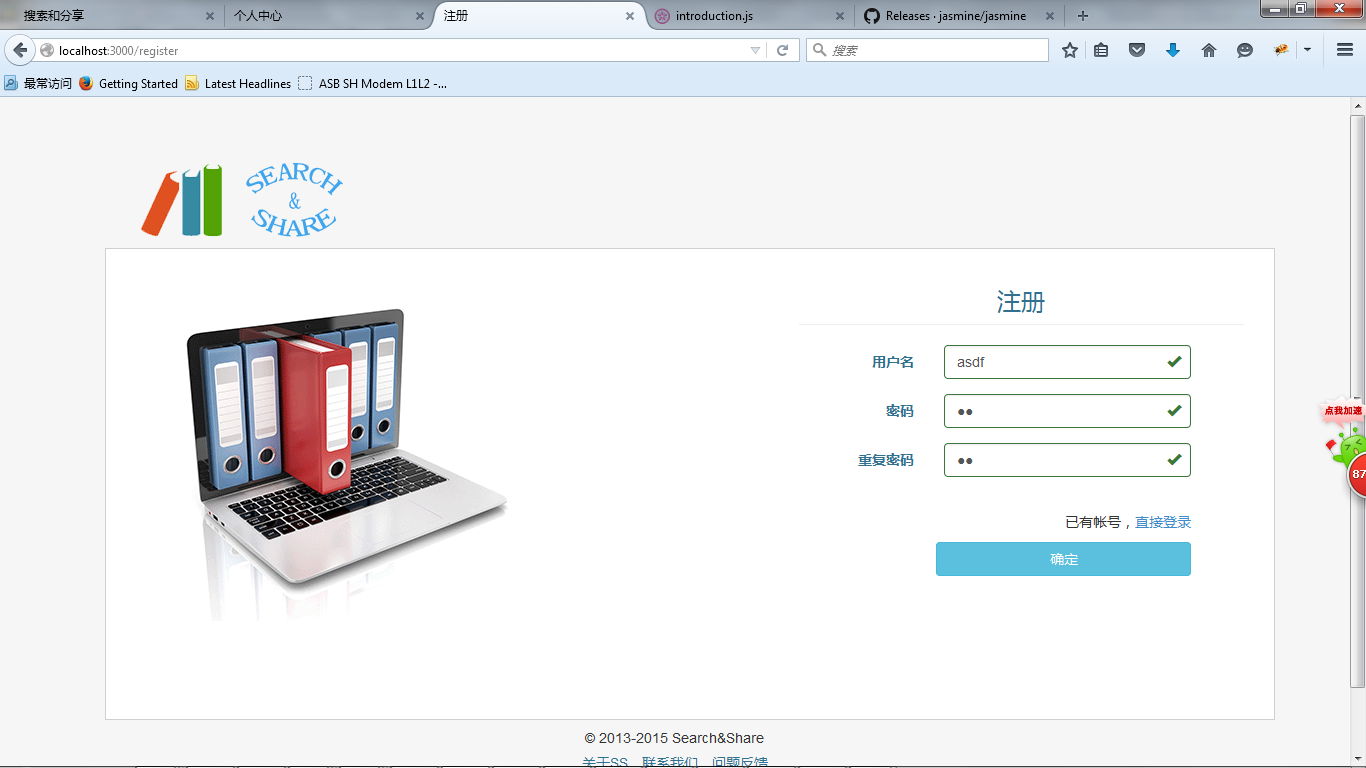 搜索和分享
个人中心
注册
introduction.js
Releases · jasmine/jasmine
localhost:3000/register
搜索
最常访问
Getting Started
Latest Headlines
ASB SH Modem L1L2 -...
SEARCH
&
SHARE
注册
用户名 asdf
密码
重复密码
点我加速
87
已有帐号，直接登录
确定
© 2013-2015 Search&Share
关于SS 联系我们 问题反馈